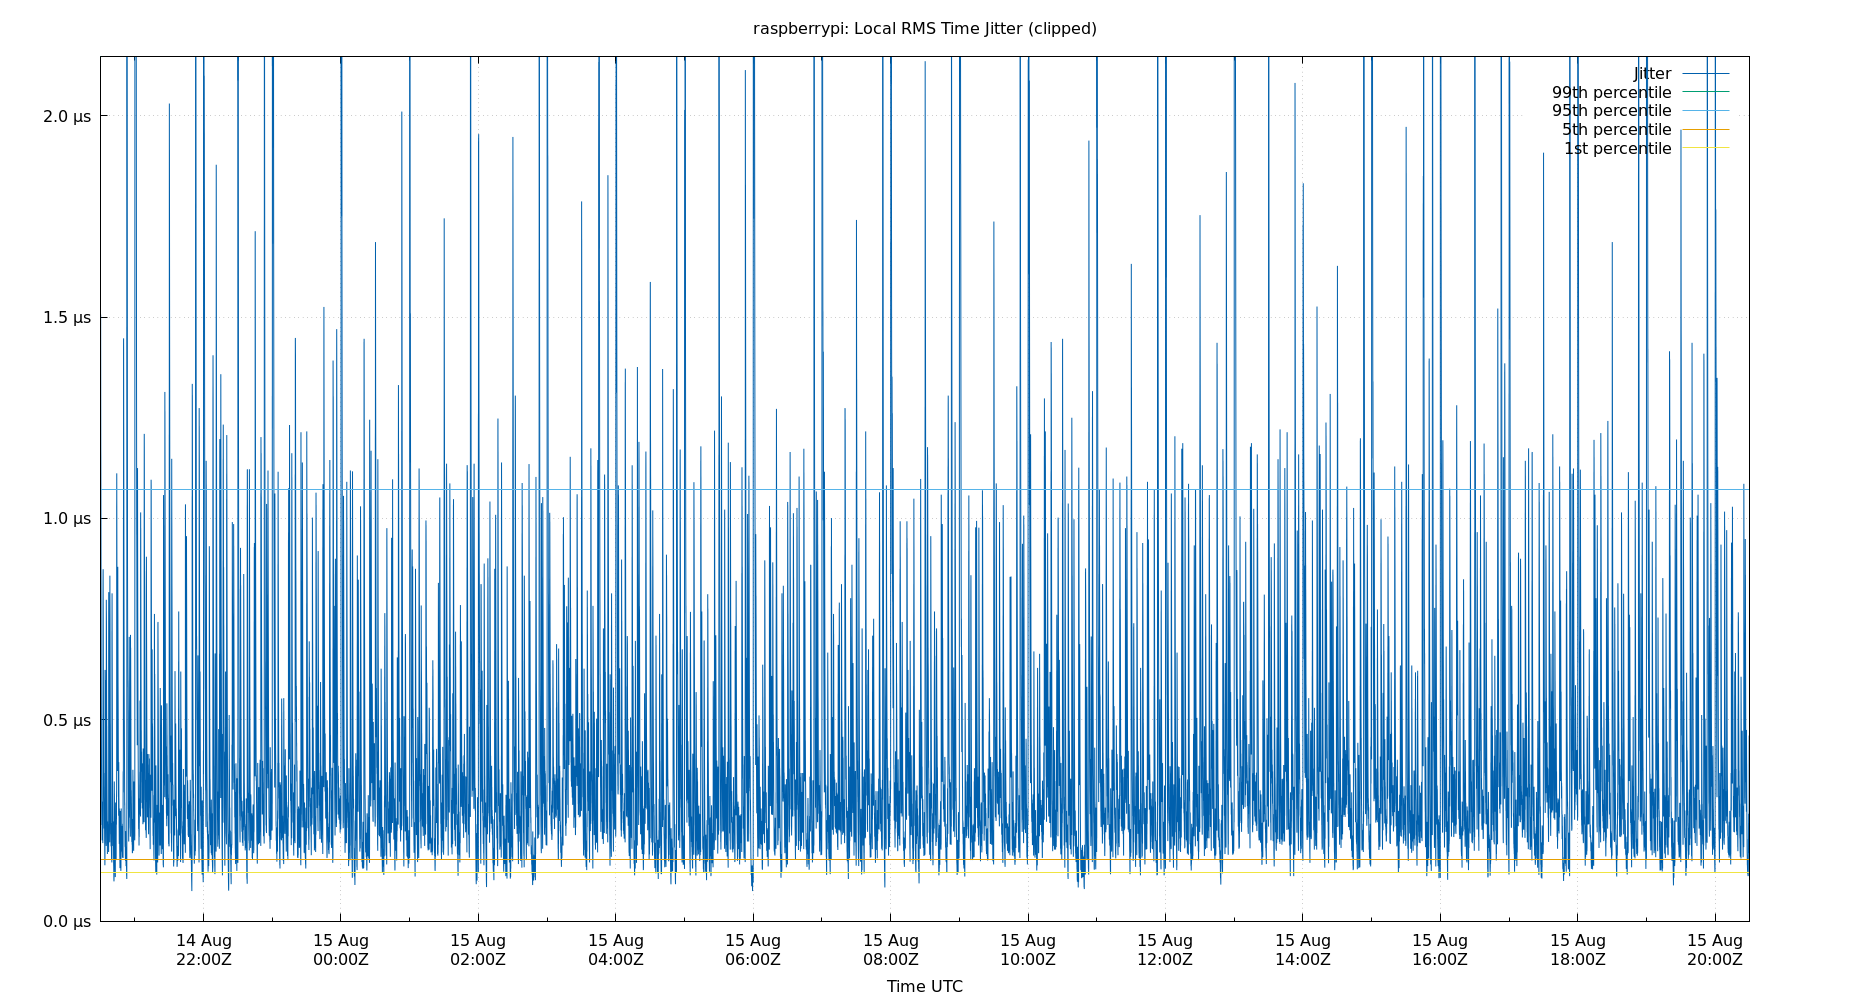 raspberrypi: Local RMS Time Jitter (clipped)
Jitter
99th percentile
95th percentile
5th percentile
1st percentile
2.0 µs
1.5 µs
1.0 µs
0.5 µs
0.0 µs
14 Aug 15 Aug 15 Aug 15 Aug 15 Aug 15 Aug 15 Aug 15 Aug 15 Aug 15 Aug 15 Aug 15 Aug
22:00Z 00:00Z 02:00Z 04:00Z 06:00Z 08:00Z 10:00Z 12:00Z 14:00Z 16:00Z 18:00Z 20:00Z
Time UTC